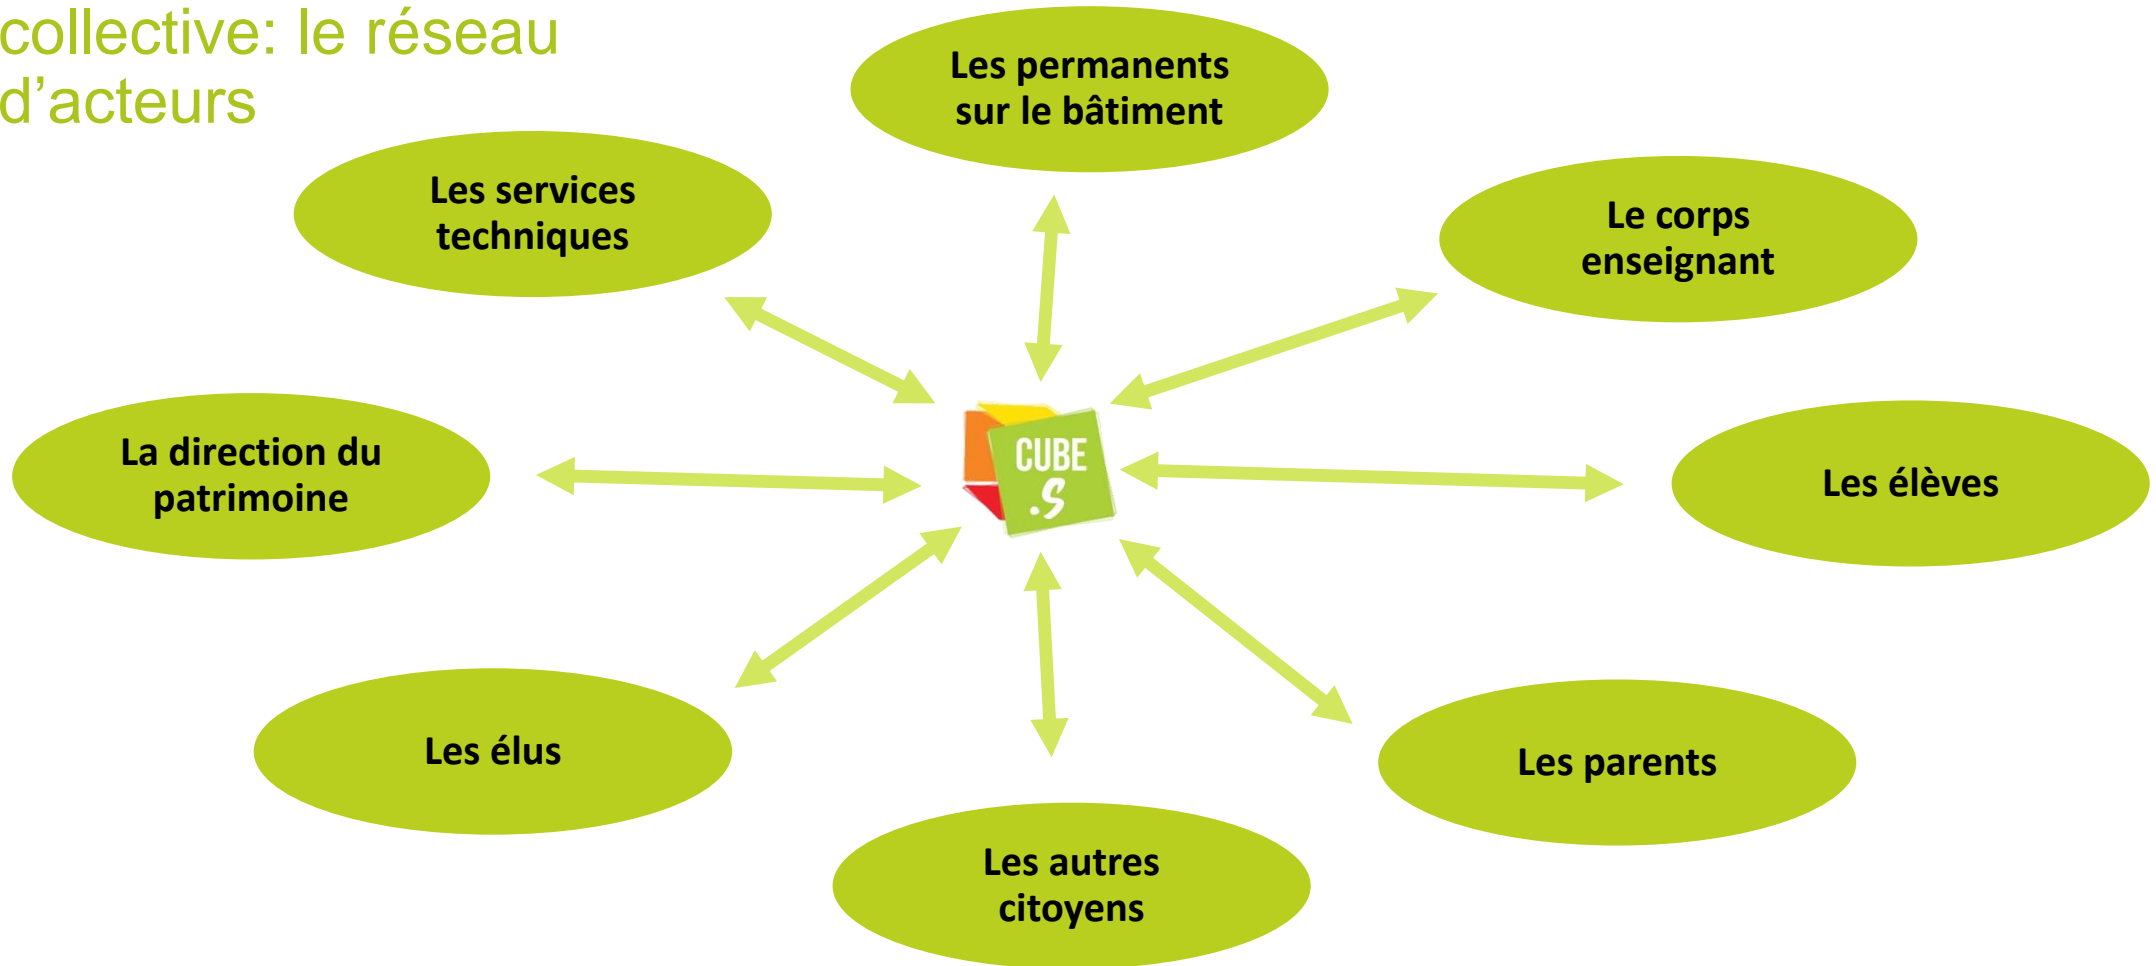 collective: le réseau
d’acteurs
Les permanents
sur le bâtiment
Les services
techniques
Le corps
enseignant
CUBE
.S
La direction du
patrimoine
Les élèves
Les élus
Les parents
Les autres
citoyens